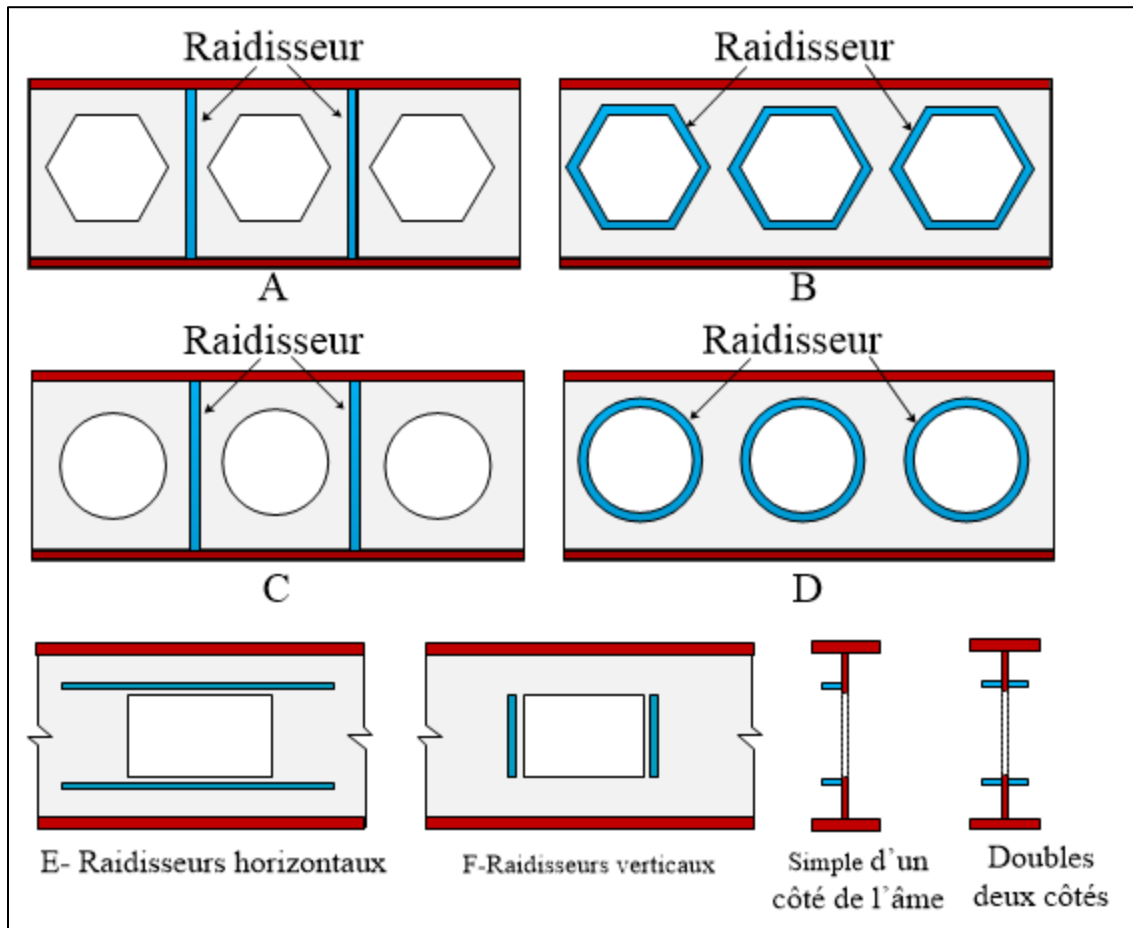 Raidisseur
Raidisseur
A
B
Raidisseur
Raidisseur
C
D
E- Raidisseurs horizontaux
F-Raidisseurs verticaux
Simple d'un
côté de l'âme
Doubles
deux côtés